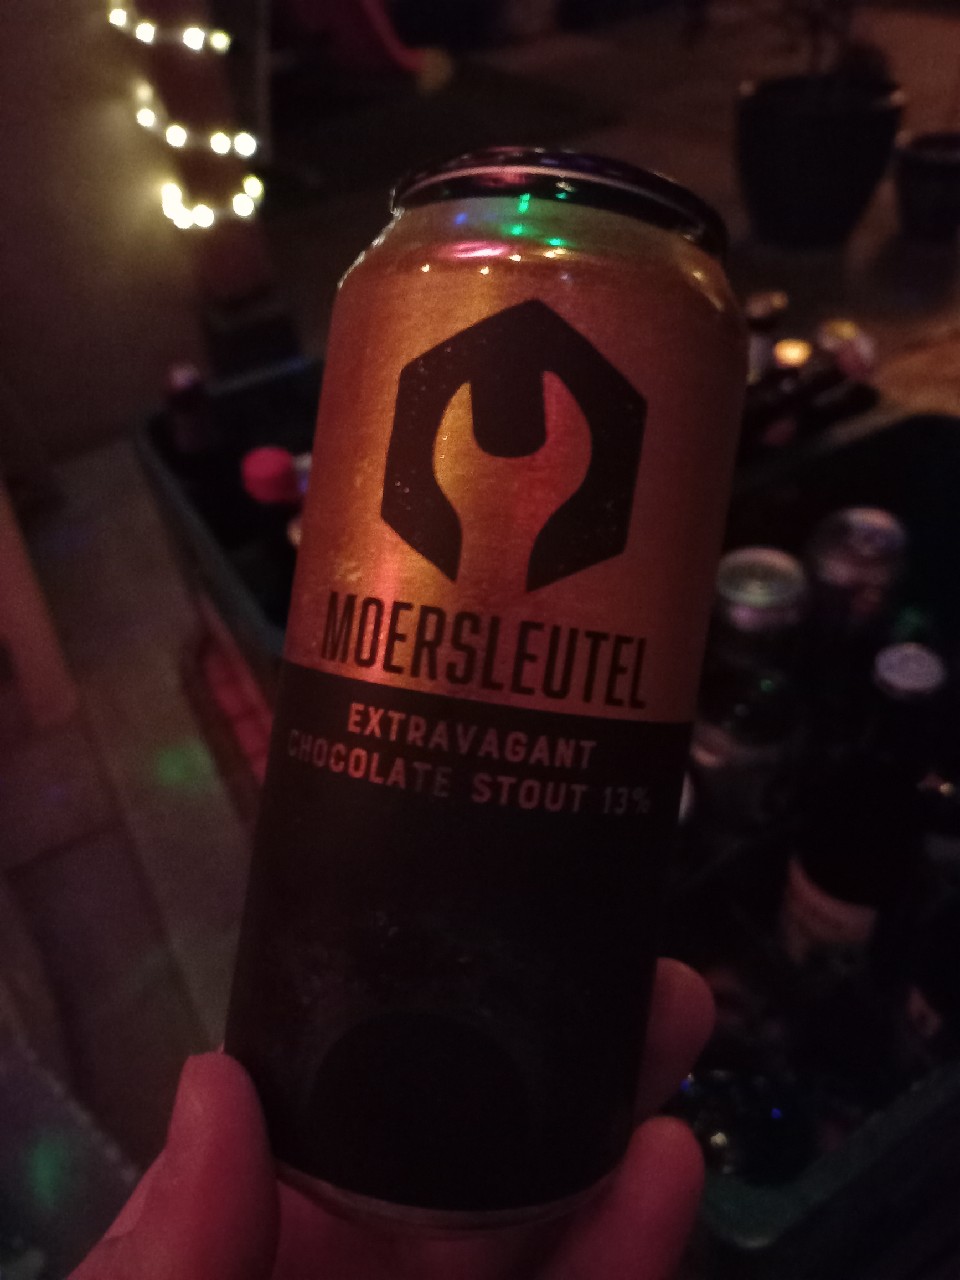 MOERSLEUTEL
EXTRAVAGANT
CHOCOLATE STOUT 13%